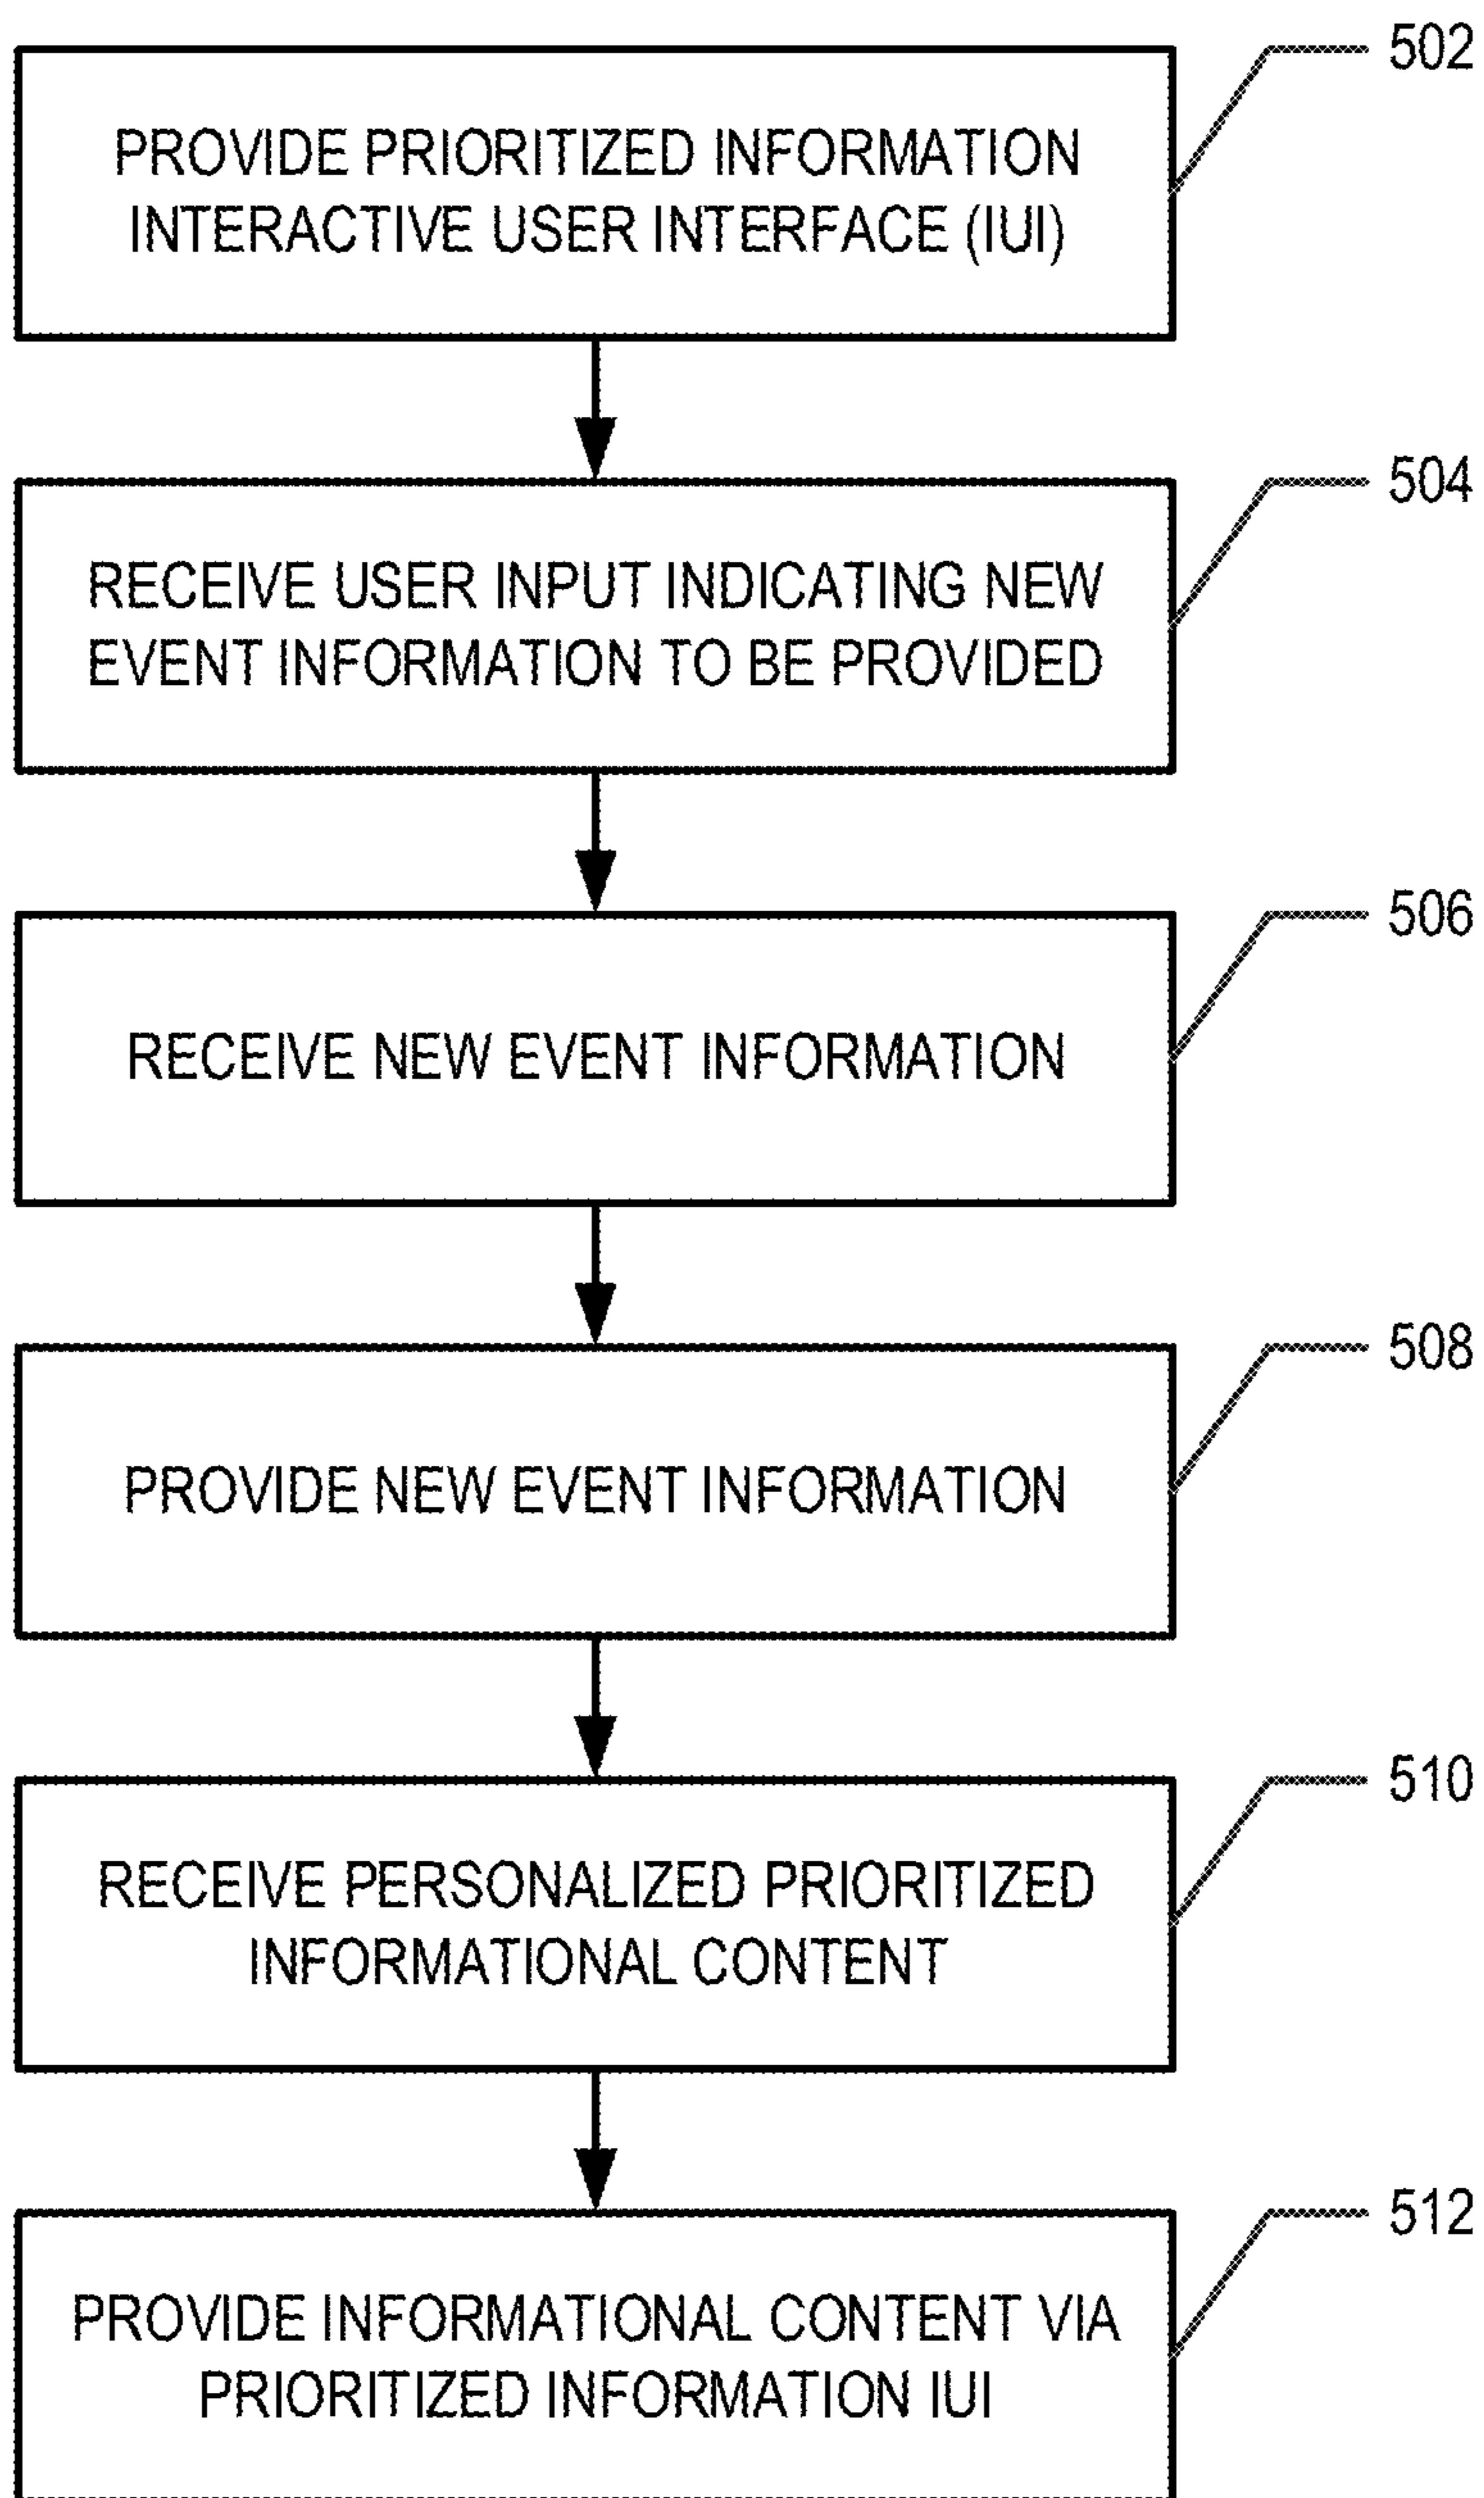 502
PROVIDE PRIORITIZED INFORMATION
INTERACTIVE USER INTERFACE (IUI)
504
RECEIVE USER INPUT INDICATING NEW
EVENT INFORMATION TO BE PROVIDED
506
RECEIVE NEW EVENT INFORMATION
508
PROVIDE NEW EVENT INFORMATION
510
RECEIVE PERSONALIZED PRIORITIZED
INFORMATIONAL CONTENT
512
PROVIDE INFORMATIONAL CONTENT VIA
PRIORITIZED INFORMATION IUI